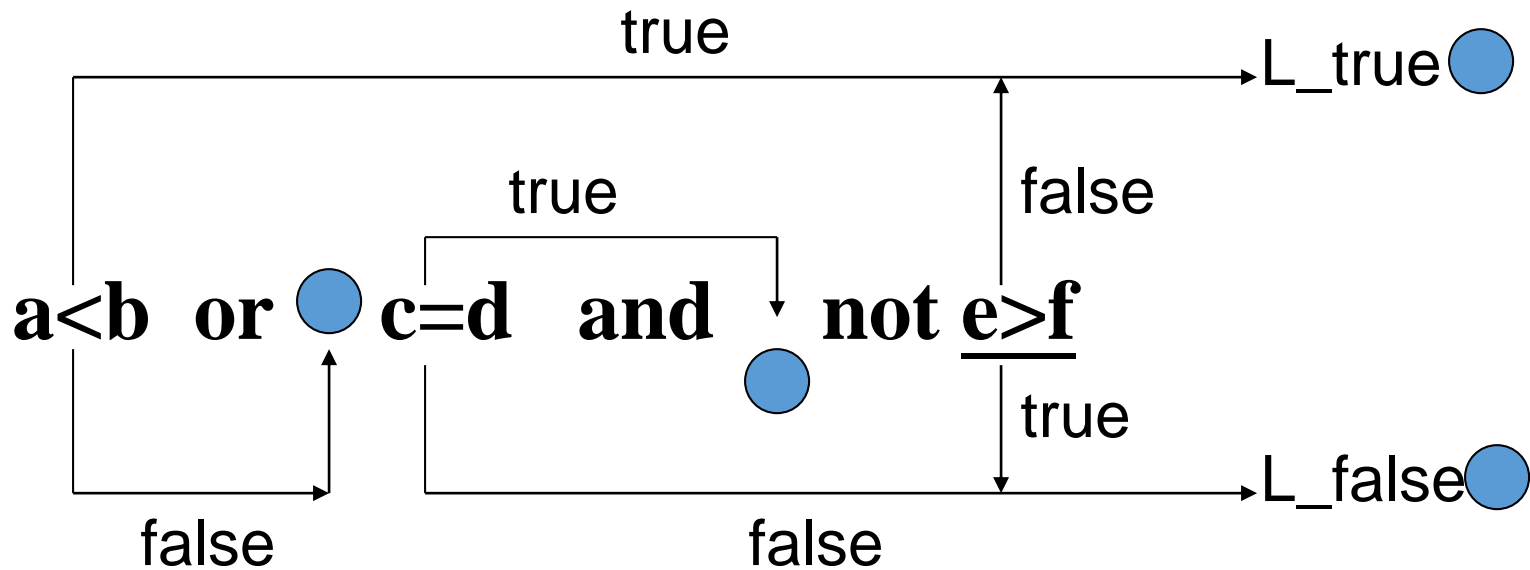 true
L_true
true
false
a<b or c=d and not e>f
true
L_false
false
false